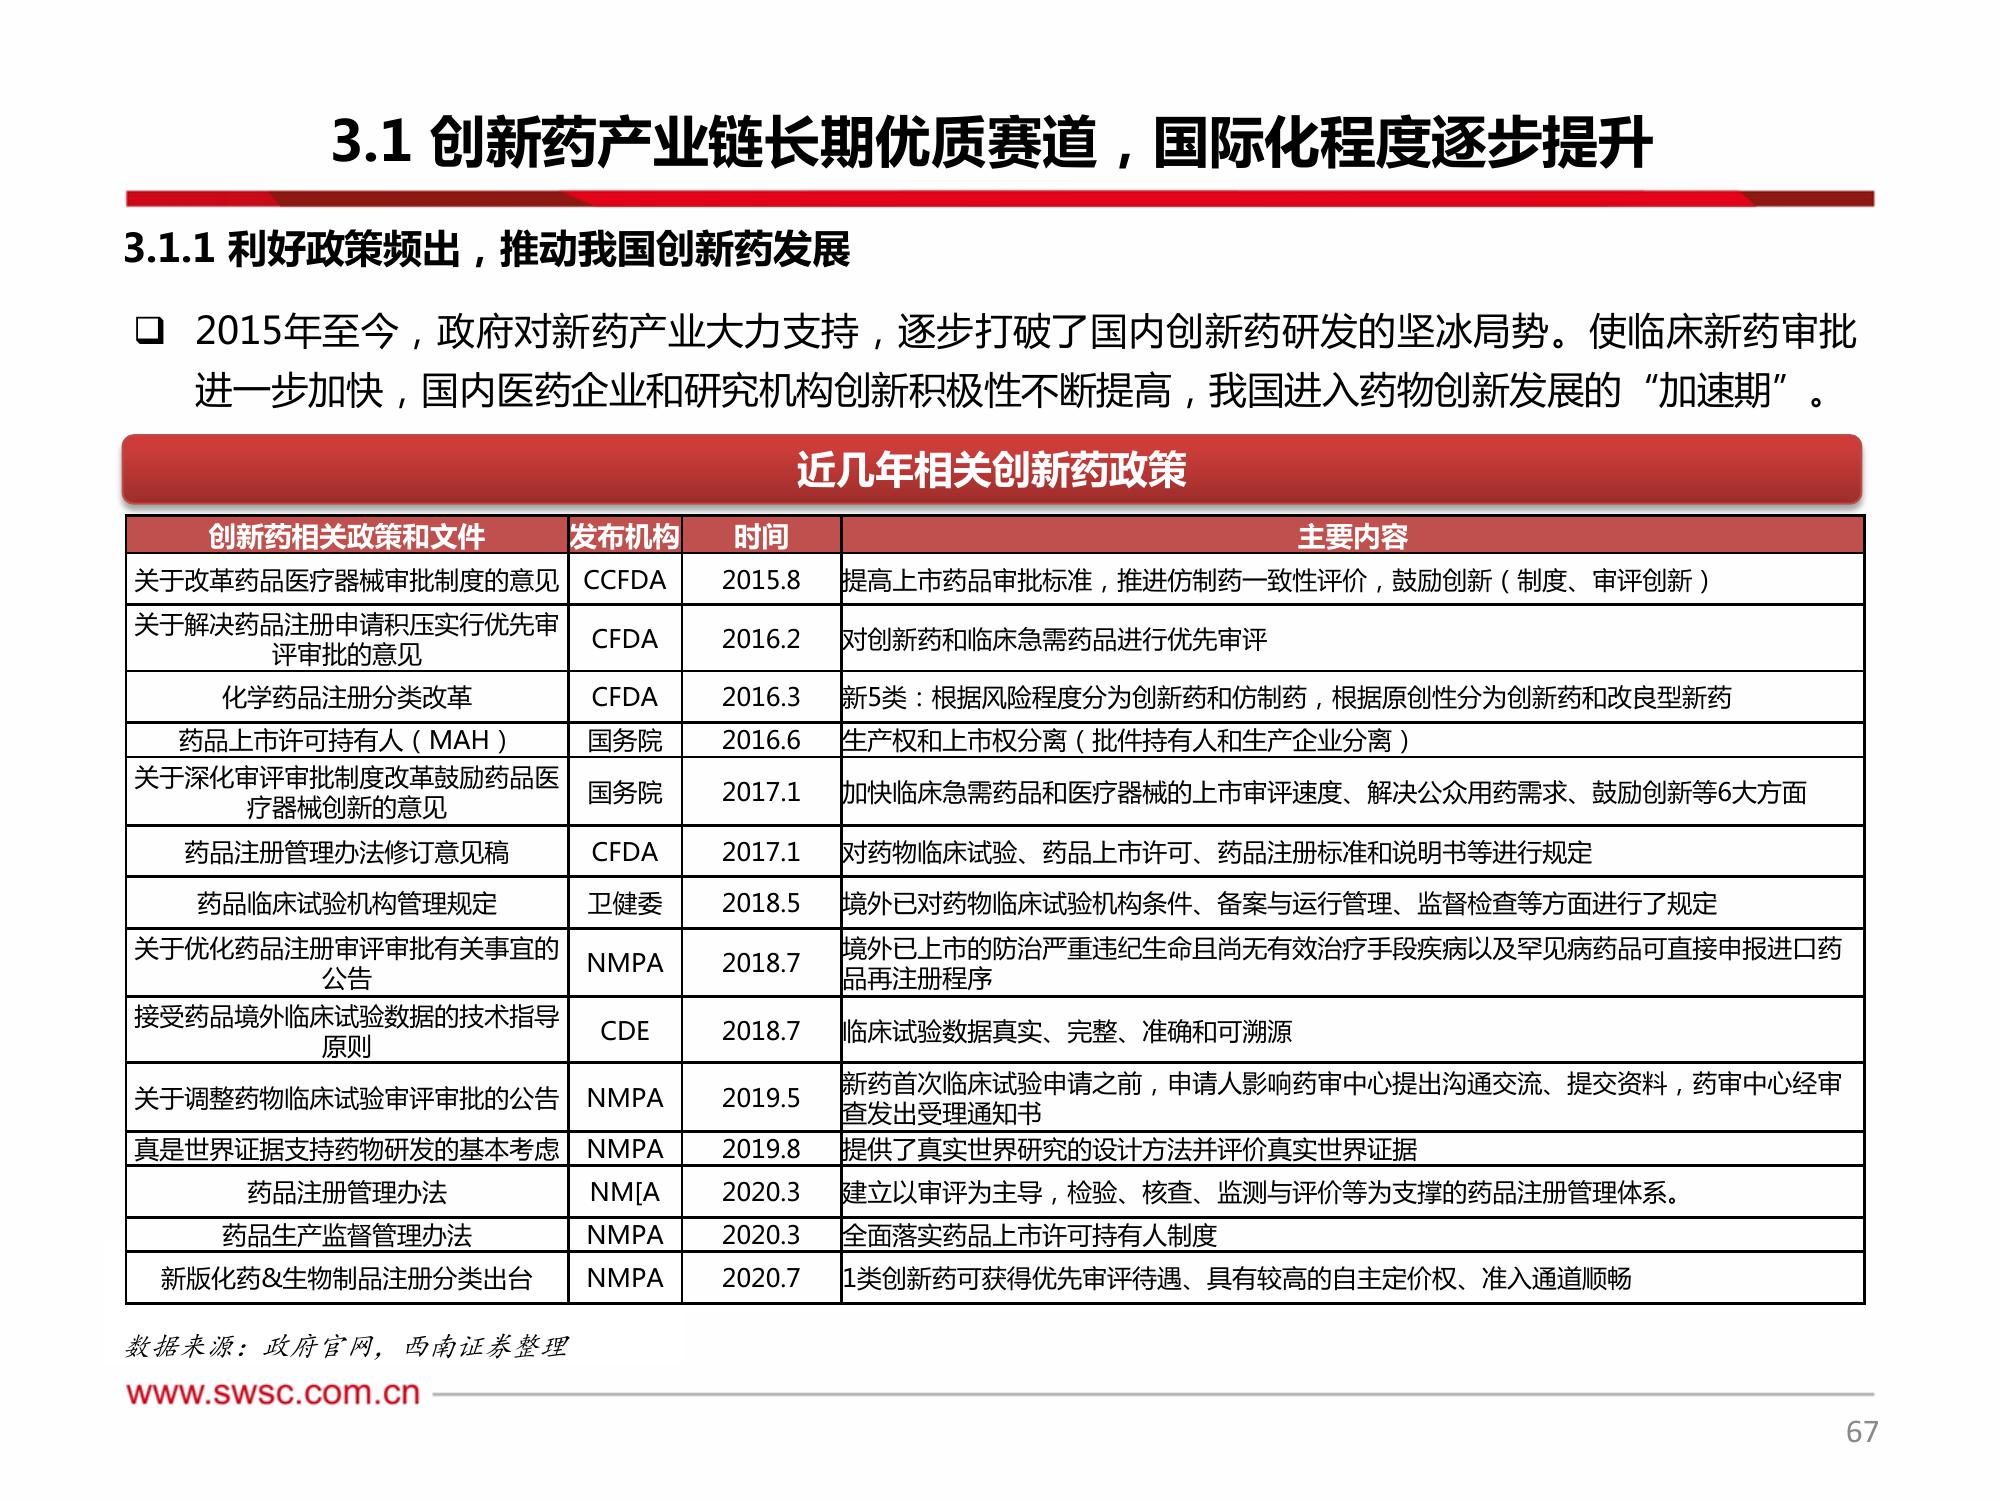 3.1 创新药产业链长期优质赛道，国际化程度逐步提升
3.1.1 利好政策频出，推动我国创新药发展
❑ 2015年至今，政府对新药产业大力支持，逐步打破了国内创新药研发的坚冰局势。使临床新药审批
进一步加快，国内医药企业和研究机构创新积极性不断提高，我国进入药物创新发展的“加速期”。
近几年相关创新药政策
创新药相关政策和文件 发布机构 时间 主要内容
关于改革药品医疗器械审批制度的意见 CCFDA 2015.8 提高上市药品审批标准，推进仿制药一致性评价，鼓励创新（制度、审评创新）
关于解决药品注册申请积压实行优先审
评审批的意见 CFDA 2016.2 对创新药和临床急需药品进行优先审评
化学药品注册分类改革 CFDA 2016.3 新5类：根据风险程度分为创新药和仿制药，根据原创性分为创新药和改良型新药
药品上市许可持有人（MAH） 国务院 2016.6 生产权和上市权分离（批件持有人和生产企业分离）
关于深化审评审批制度改革鼓励药品医
疗器械创新的意见 国务院 2017.1 加快临床急需药品和医疗器械的上市审评速度、解决公众用药需求、鼓励创新等6大方面
药品注册管理办法修订意见稿 CFDA 2017.1 对药物临床试验、药品上市许可、药品注册标准和说明书等进行规定
药品临床试验机构管理规定 卫健委 2018.5 境外已对药物临床试验机构条件、备案与运行管理、监督检查等方面进行了规定
关于优化药品注册审评审批有关事宜的
公告 NMPA 2018.7 境外已上市的防治严重违纪生命且尚无有效治疗手段疾病以及罕见病药品可直接申报进口药
品再注册程序
接受药品境外临床试验数据的技术指导
原则 CDE 2018.7 临床试验数据真实、完整、准确和可溯源
关于调整药物临床试验审评审批的公告 NMPA 2019.5 新药首次临床试验申请之前，申请人影响药审中心提出沟通交流、提交资料，药审中心经审
查发出受理通知书
真是世界证据支持药物研发的基本考虑 NMPA 2019.8 提供了真实世界研究的设计方法并评价真实世界证据
药品注册管理办法 NM[A 2020.3 建立以审评为主导，检验、核查、监测与评价等为支撑的药品注册管理体系。
药品生产监督管理办法 NMPA 2020.3 全面落实药品上市许可持有人制度
新版化药&生物制品注册分类出台 NMPA 2020.7 1类创新药可获得优先审评待遇、具有较高的自主定价权、准入通道顺畅
数据来源：政府官网，西南证券整理
www.swsc.com.cn
67